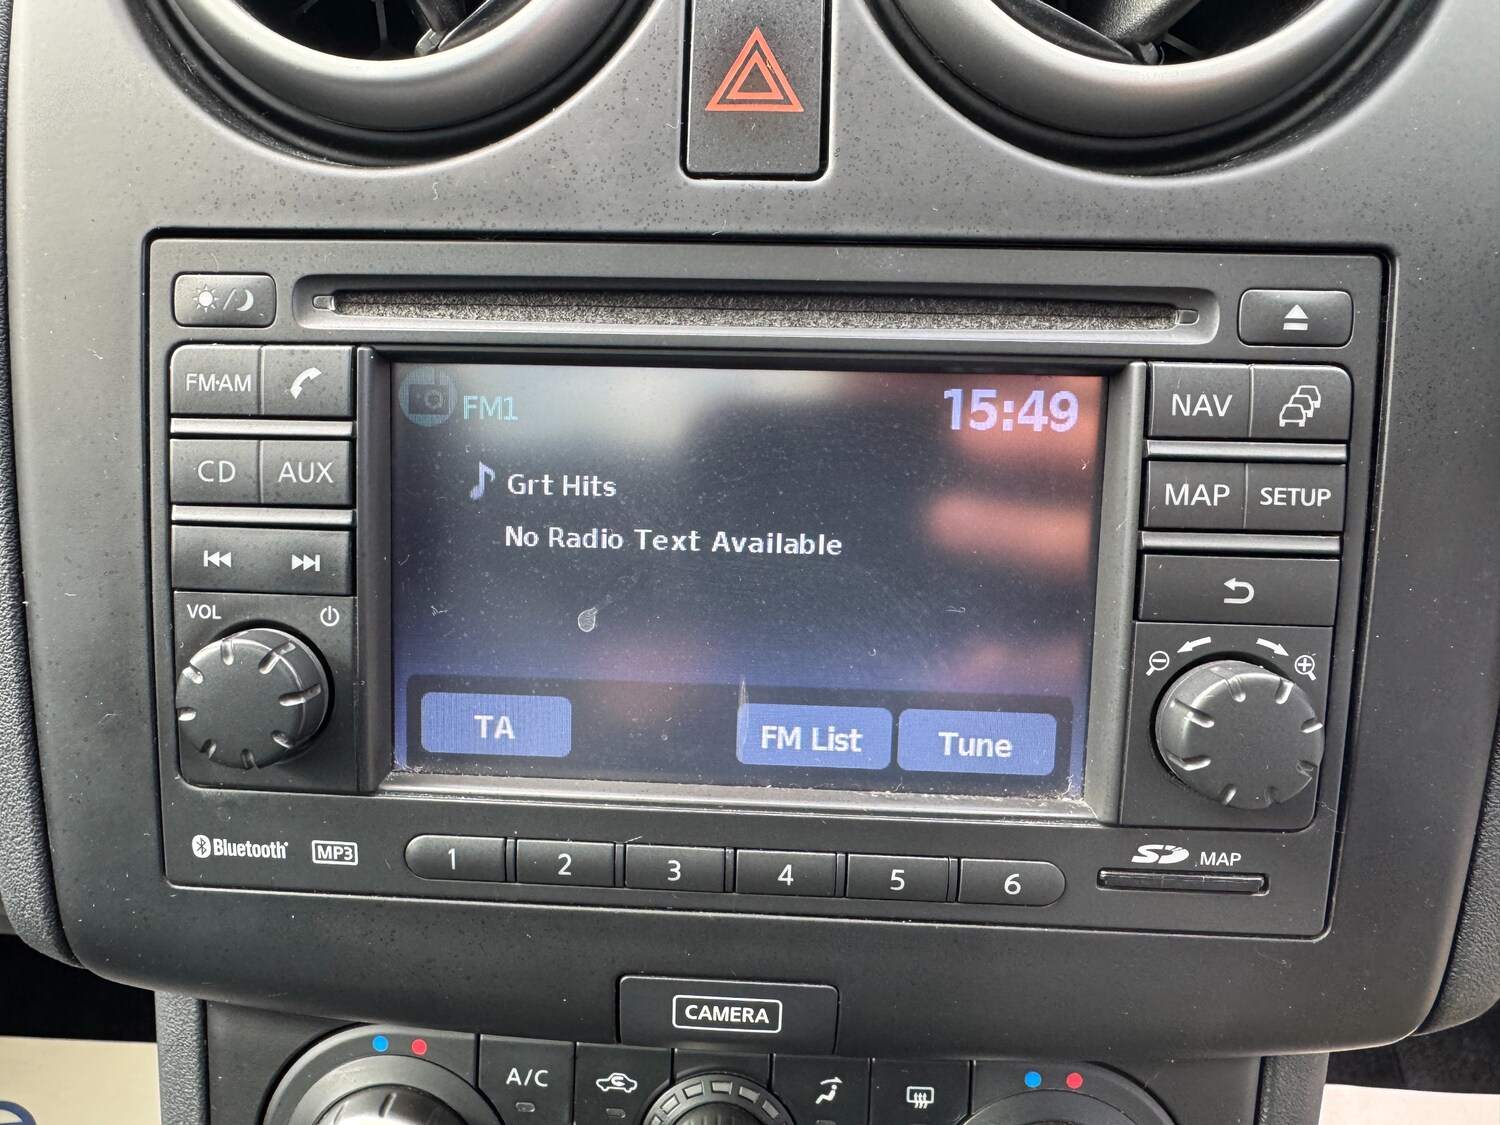 FM·AM
CD AUX
VOL
FM1
15:49
Grt Hits
No Radio Text Available
TA FM List Tune
NAV
MAP SETUP
Bluetooth MP3
1 2 3 4 5 6
SD MAP
CAMERA
A/C